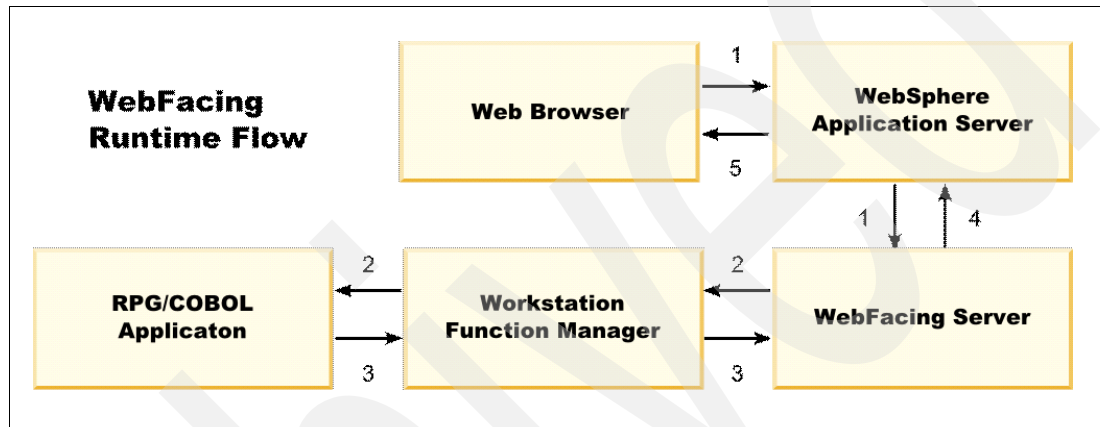 WebFacing
Runtime Flow
Web Browser
1
5
WebSphere
Application Server
1
4
RPG/COBOL
Applicaton
2
3
Workstation
Function Manager
2
3
WebFacing Server